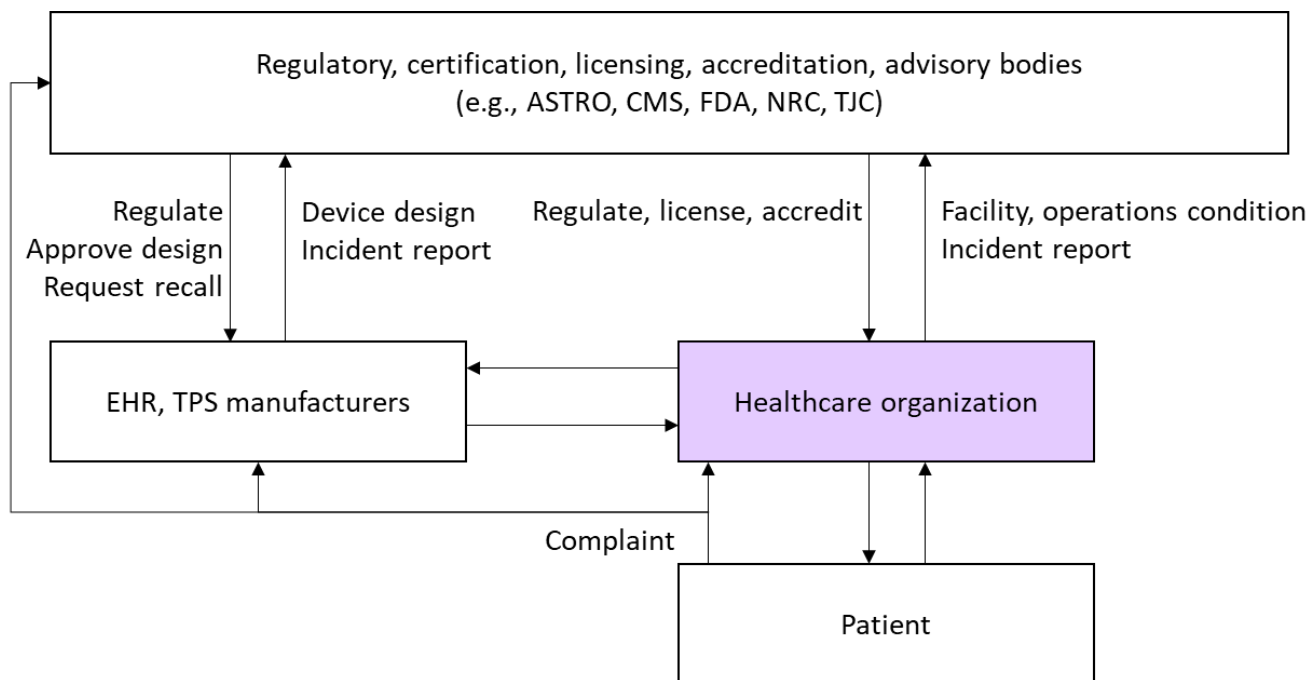 Regulatory, certification, licensing, accreditation, advisory bodies
(e.g., ASTRO, CMS, FDA, NRC, TJC)
Regulate
Approve design
Request recall
Device design
Incident report
Regulate, license, accredit
Facility, operations condition
Incident report
EHR, TPS manufacturers
Healthcare organization
Complaint
Patient